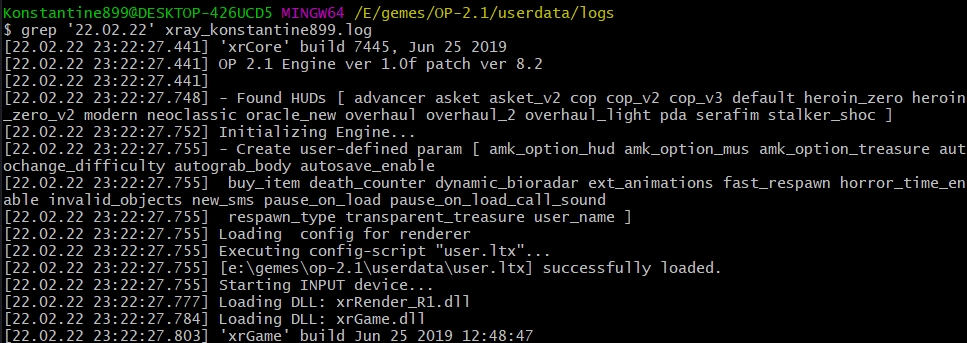 Konstantine899@DESKTOP-426UCD5 MINGW64 /E/gemes/OP-2.1/userdata/logs
$ grep '22.02.22' xray_konstantine899.log
[22.02.22 23:22:27.441] 'xrCore' build 7445, Jun 25 2019
[22.02.22 23:22:27.441] OP 2.1 Engine ver 1.0f patch ver 8.2
[22.02.22 23:22:27.441]
[22.02.22 23:22:27.748] - Found HUDs [ advancer asket asket_v2 cop cop_v2 cop_v3 default heroin_zero heroin
_zero_v2 modern neoclassic oracle_new overhaul overhaul_2 overhaul_light pda serafim stalker_shoc ]
[22.02.22 23:22:27.752] Initializing Engine...
[22.02.22 23:22:27.755] - Create user-defined param [ amk_option_hud amk_option_mus amk_option_treasure aut
ochange_difficulty autograb_body autosave_enable
[22.02.22 23:22:27.755]  buy_item death_counter dynamic_bioradar ext_animations fast_respawn horror_time_en
able invalid_objects new_sms pause_on_load pause_on_load_call_sound
[22.02.22 23:22:27.755]  respawn_type transparent_treasure user_name ]
[22.02.22 23:22:27.755] Loading  config for renderer
[22.02.22 23:22:27.755] Executing config-script "user.ltx"...
[22.02.22 23:22:27.755] [e:\gemes\op-2.1\userdata\user.ltx] successfully loaded.
[22.02.22 23:22:27.755] Starting INPUT device...
[22.02.22 23:22:27.777] Loading DLL: xrRender_R1.dll
[22.02.22 23:22:27.784] Loading DLL: xrGame.dll
[22.02.22 23:22:27.803] 'xrGame' build Jun 25 2019 12:48:47